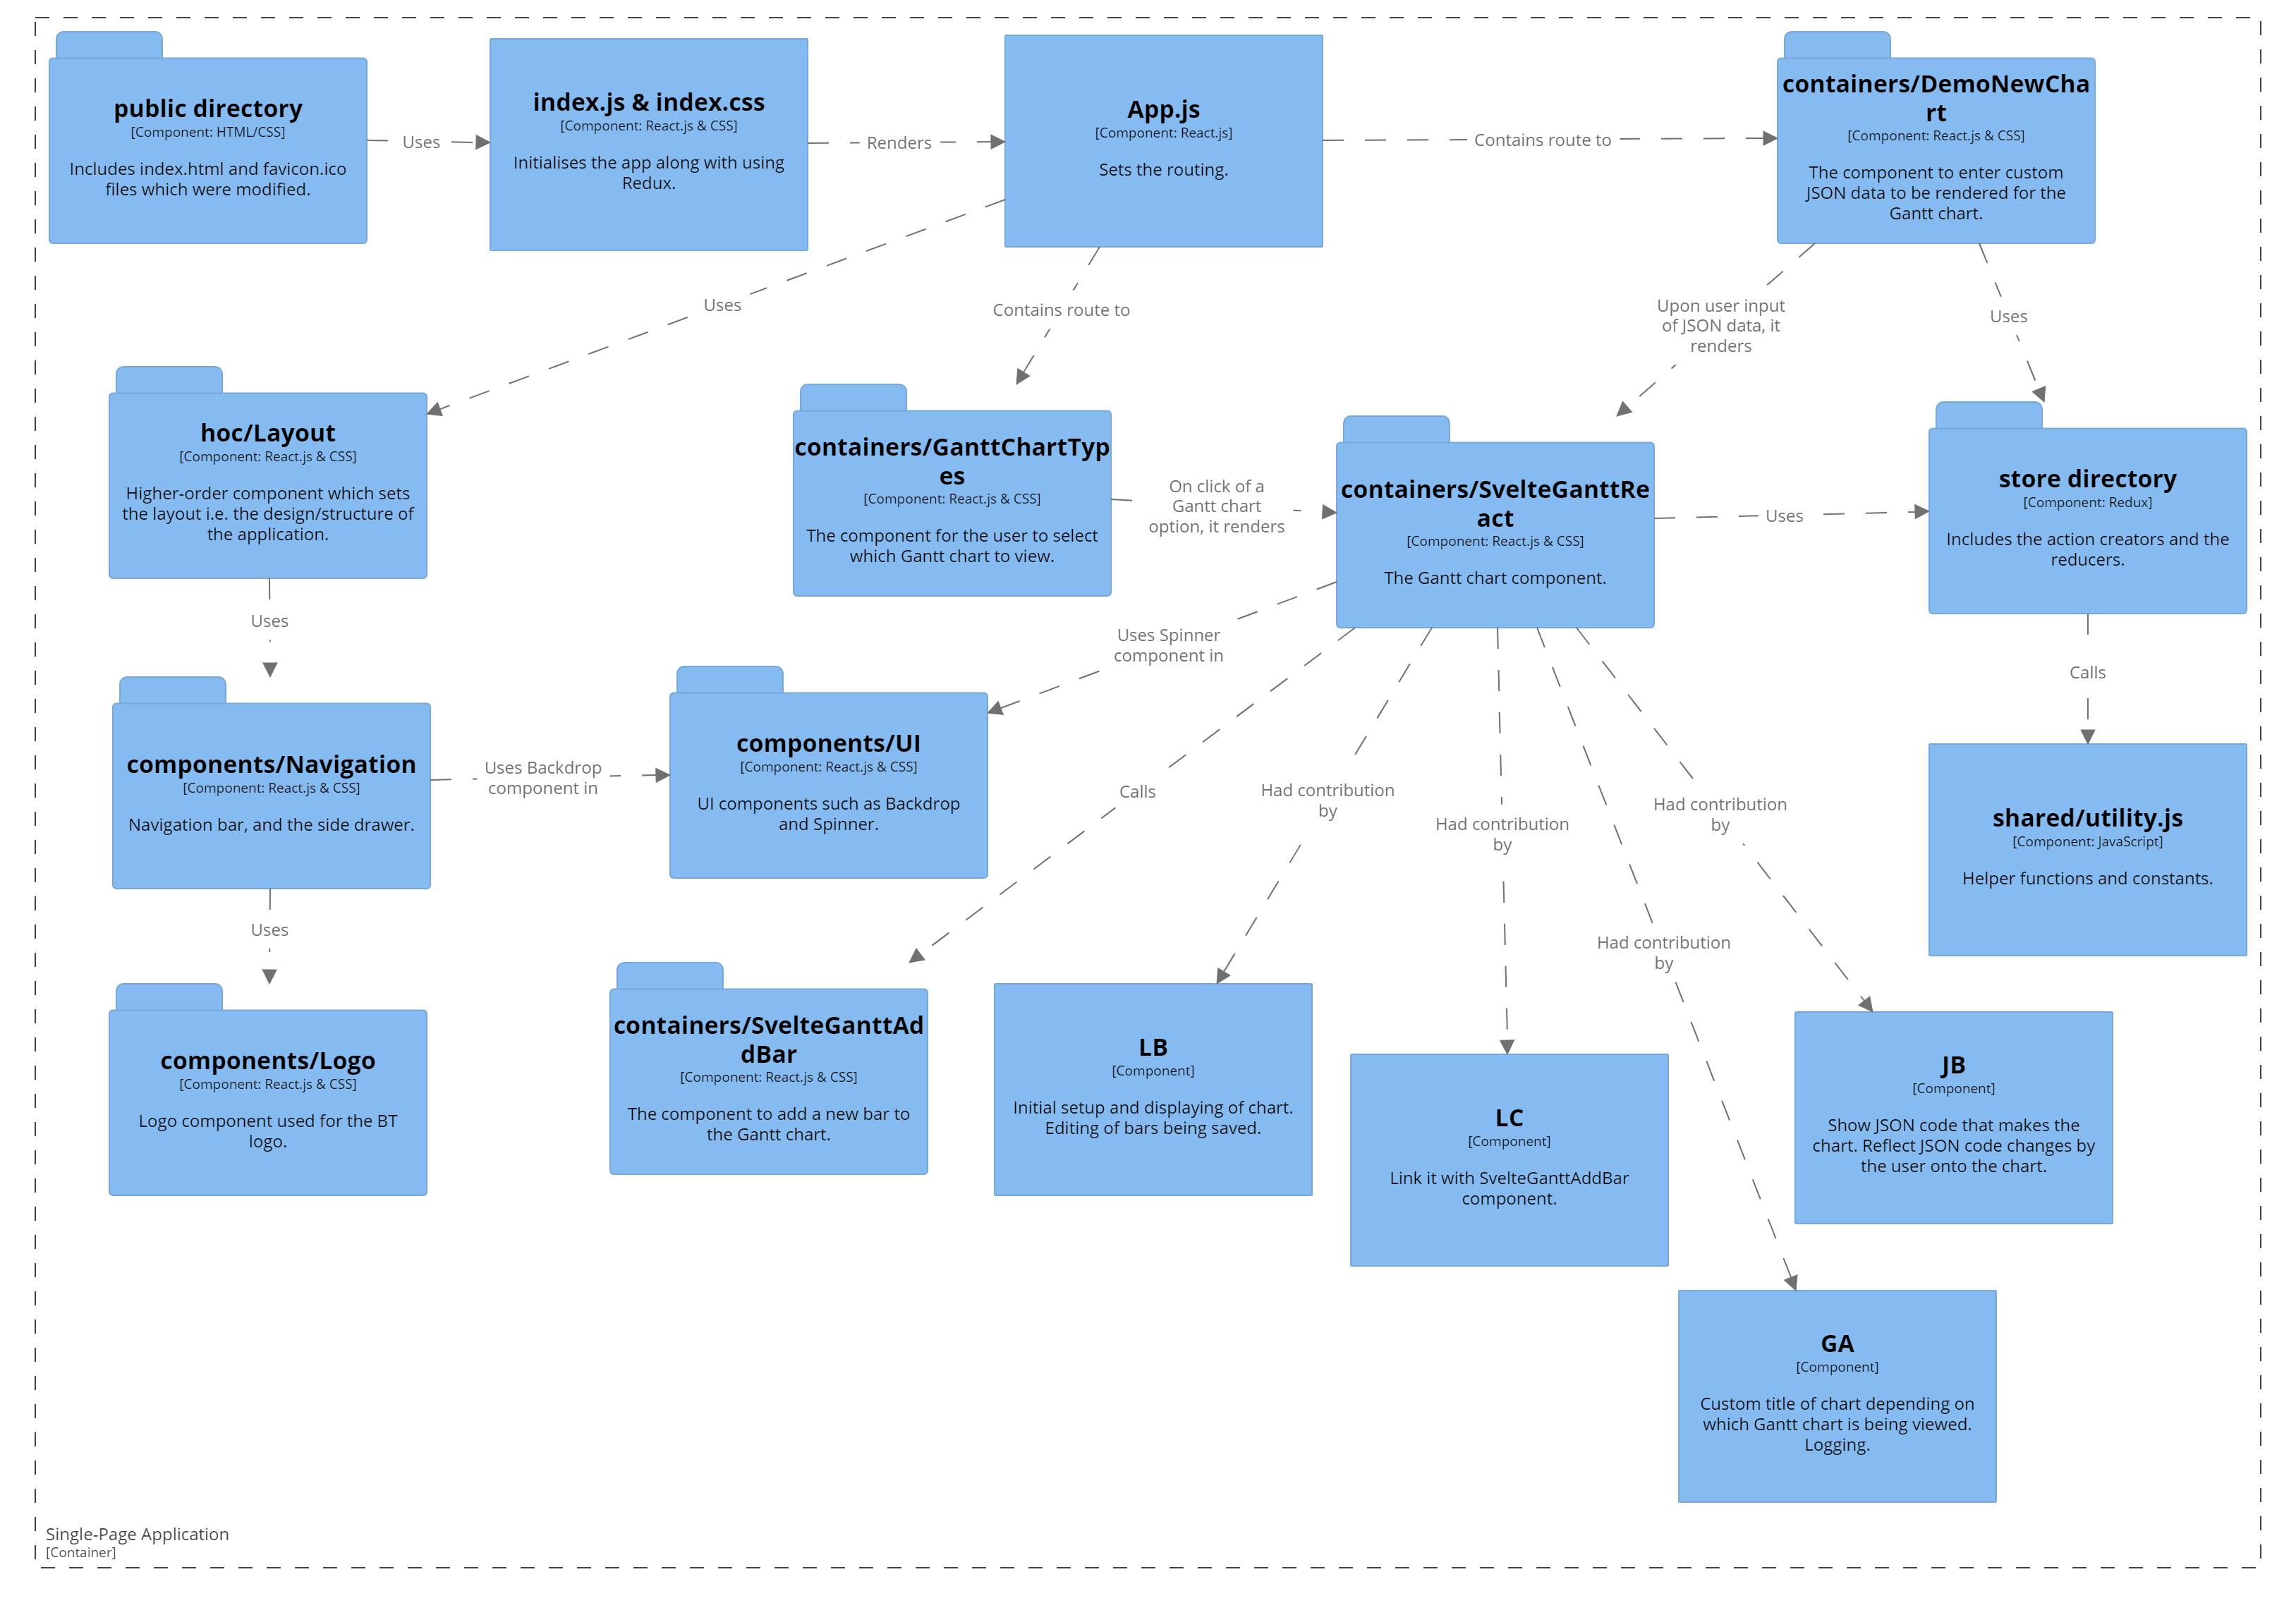 public directory
[Component: HTML/CSS]
Includes index.html and favicon.ico
files which were modified.
Uses
index.js & index.css
[Component: React.js & CSS]
Initialises the app along with using
Redux.
Renders
App.js
[Component: React.js]
Sets the routing.
Contains route to
containers/DemoNewCha
rt
[Component: React.js & CSS]
The component to enter custom
JSON data to be rendered for the
Gantt chart.
Uses
Contains route to
Upon user input
of JSON data, it
renders
Uses
hoc/Layout
[Component: React.js & CSS]
Higher-order component which sets
the layout i.e. the design/structure of
the application.
containers/GanttChartTyp
es
[Component: React.js & CSS]
The component for the user to select
which Gantt chart to view.
On click of a
Gantt chart
option, it renders
containers/SvelteGanttRe
act
[Component: React.js & CSS]
The Gantt chart component.
Uses
store directory
[Component: Redux]
Includes the action creators and the
reducers.
Uses
Uses Spinner
component in
Calls
components/Navigation
[Component: React.js & CSS]
Navigation bar, and the side drawer.
Uses Backdrop
component in
components/UI
[Component: React.js & CSS]
UI components such as Backdrop
and Spinner.
Calls
Had contribution
by
Had contribution
by
Had contribution
by
Had contribution
by
shared/utility.js
[Component: JavaScript]
Helper functions and constants.
Uses
components/Logo
[Component: React.js & CSS]
Logo component used for the BT
logo.
containers/SvelteGanttAd
dBar
[Component: React.js & CSS]
The component to add a new bar to
the Gantt chart.
LB
[Component]
Initial setup and displaying of chart.
Editing of bars being saved.
LC
[Component]
Link it with SvelteGanttAddBar
component.
JB
[Component]
Show JSON code that makes the
chart. Reflect JSON code changes by
the user onto the chart.
GA
[Component]
Custom title of chart depending on
which Gantt chart is being viewed.
Logging.
Single-Page Application
[Container]